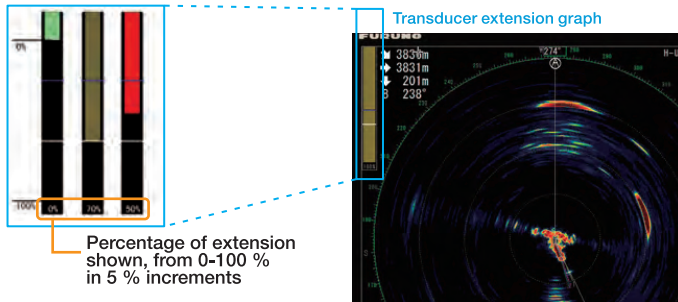 Transducer extension graph
FURUNO
0%
100%
0%
70%
50%
Percentage of extension
shown, from 0-100 %
in 5 % increments
3830m
3831m
201m
B 238°
274°
H-U